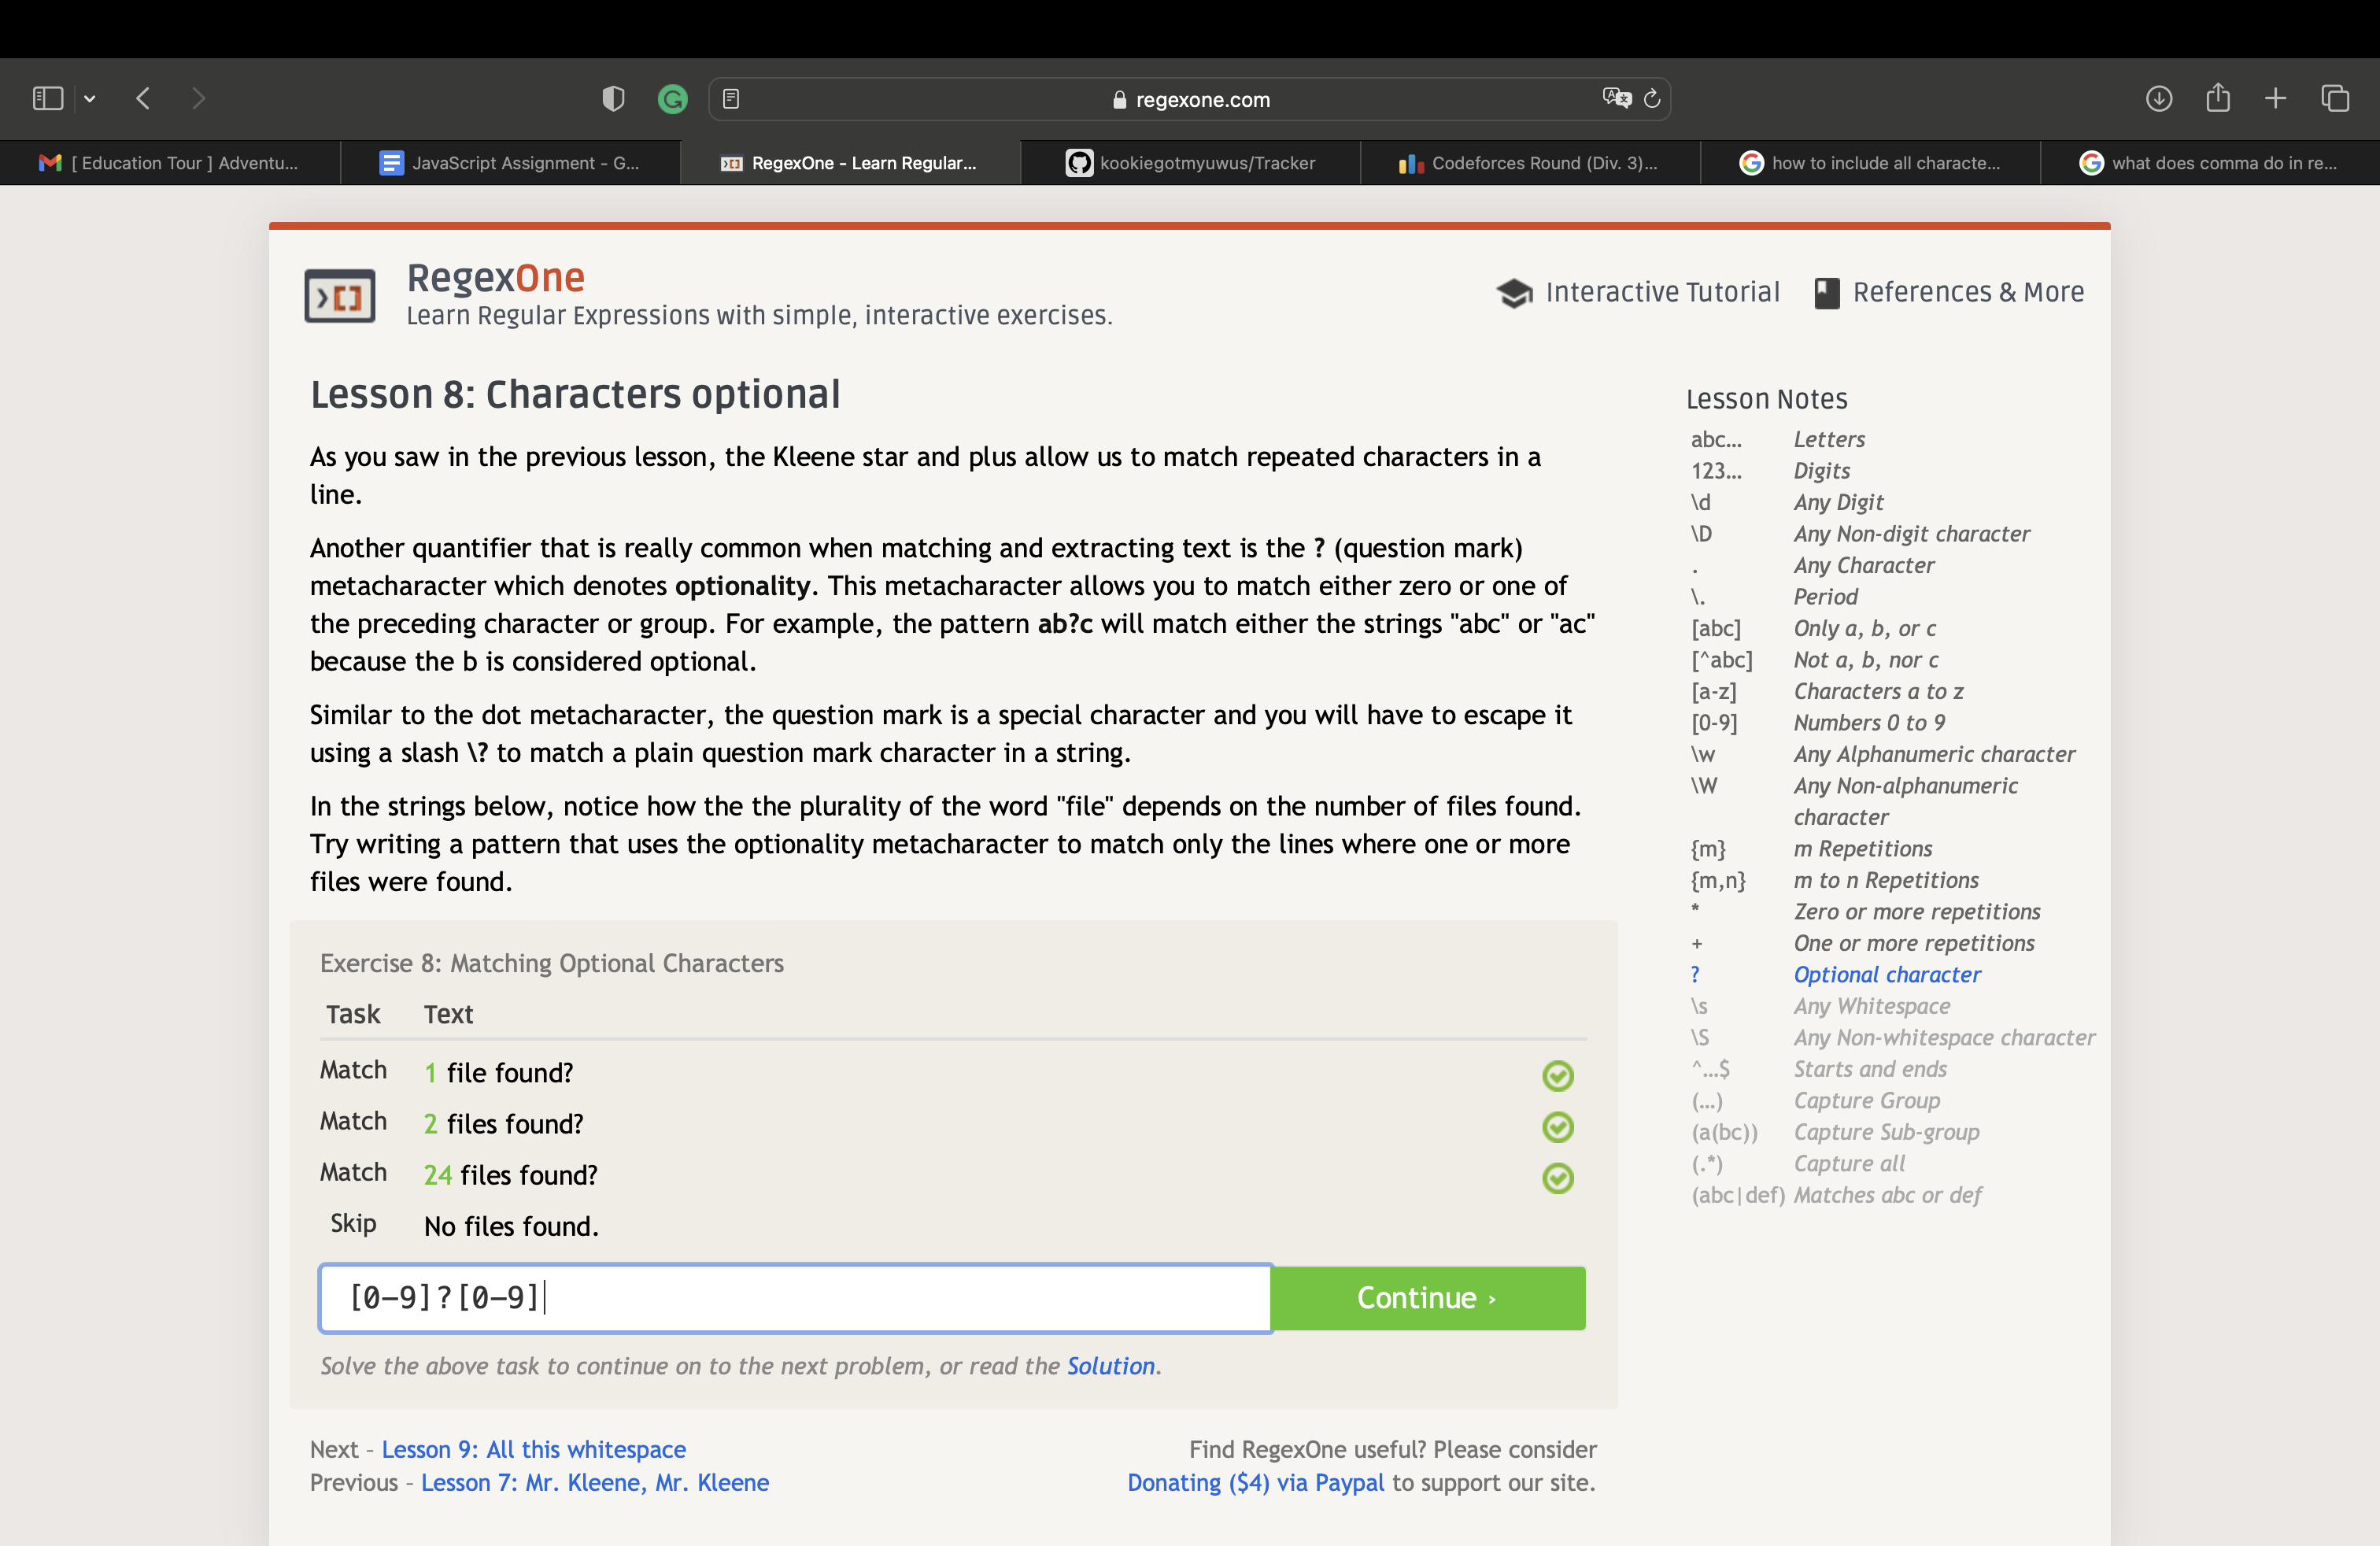 regexone.com
[ Education Tour ] Adventu...
JavaScript Assignment - G...
RegexOne - Learn Regular...
kookiegotmyuwus/Tracker
Codeforces Round (Div. 3)...
how to include all characte...
what does comma do in re...
RegexOne
Learn Regular Expressions with simple, interactive exercises.
Interactive Tutorial
References & More
Lesson 8: Characters optional
As you saw in the previous lesson, the Kleene star and plus allow us to match repeated characters in a
line.
Another quantifier that is really common when matching and extracting text is the ? (question mark)
metacharacter which denotes optionality. This metacharacter allows you to match either zero or one of
the preceding character or group. For example, the pattern ab?c will match either the strings "abc" or "ac"
because the b is considered optional.
Similar to the dot metacharacter, the question mark is a special character and you will have to escape it
using a slash \? to match a plain question mark character in a string.
In the strings below, notice how the the plurality of the word "file" depends on the number of files found.
Try writing a pattern that uses the optionality metacharacter to match only the lines where one or more
files were found.
Exercise 8: Matching Optional Characters
Task Text
Match 1 file found?
Match 2 files found?
Match 24 files found?
Skip No files found.
[0-9]?[0-9]
Continue ›
Solve the above task to continue on to the next problem, or read the Solution.
Next – Lesson 9: All this whitespace
Previous – Lesson 7: Mr. Kleene, Mr. Kleene
Find RegexOne useful? Please consider
Donating ($4) via Paypal to support our site.
Lesson Notes
abc… Letters
123… Digits
\d Any Digit
\D Any Non-digit character
. Any Character
\. Period
[abc] Only a, b, or c
[^abc] Not a, b, nor c
[a-z] Characters a to z
[0-9] Numbers 0 to 9
\w Any Alphanumeric character
\W Any Non-alphanumeric
character
{m} m Repetitions
{m,n} m to n Repetitions
* Zero or more repetitions
+ One or more repetitions
? Optional character
\s Any Whitespace
\S Any Non-whitespace character
^…$ Starts and ends
(…) Capture Group
(a(bc)) Capture Sub-group
(.*) Capture all
(abc|def) Matches abc or def